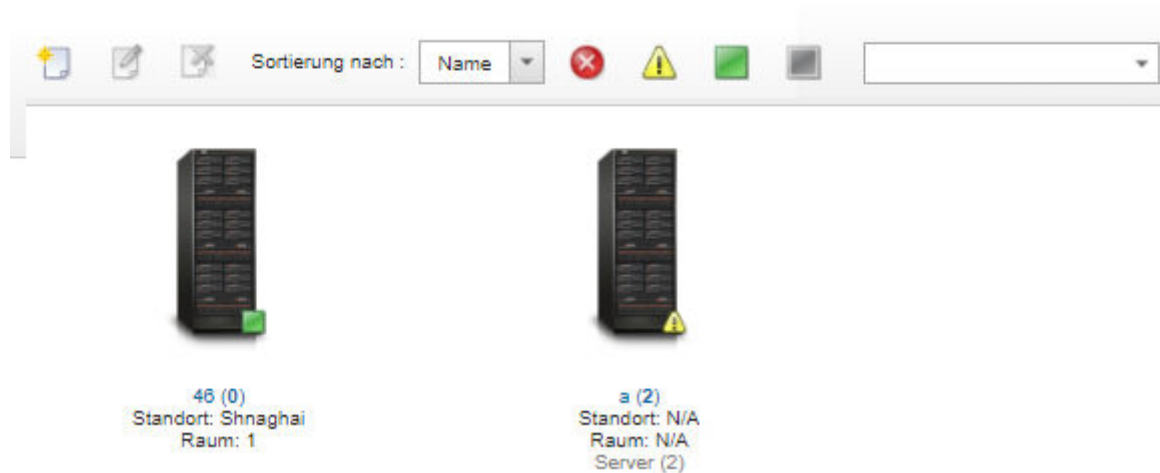 Sortierung nach :
Name
46 (0)
Standort: Shnaghai
Raum: 1
a (2)
Standort: N/A
Raum: N/A
Server (2)